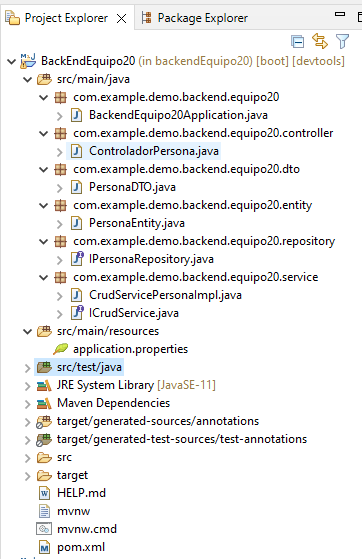 Project Explorer
Package Explorer
BackEndEquipo20 (in backendEquipo20) [boot] [devtools]
src/main/java
com.example.demo.backend.equipo20
BackendEquipo20Application.java
com.example.demo.backend.equipo20.controller
ControladorPersona.java
com.example.demo.backend.equipo20.dto
PersonaDTO.java
com.example.demo.backend.equipo20.entity
PersonaEntity.java
com.example.demo.backend.equipo20.repository
IPersonaRepository.java
com.example.demo.backend.equipo20.service
CrudServicePersonaImpl.java
ICrudService.java
src/main/resources
application.properties
src/test/java
JRE System Library [JavaSE-11]
Maven Dependencies
target/generated-sources/annotations
target/generated-test-sources/test-annotations
src
target
HELP.md
mvnw
mvnw.cmd
pom.xml